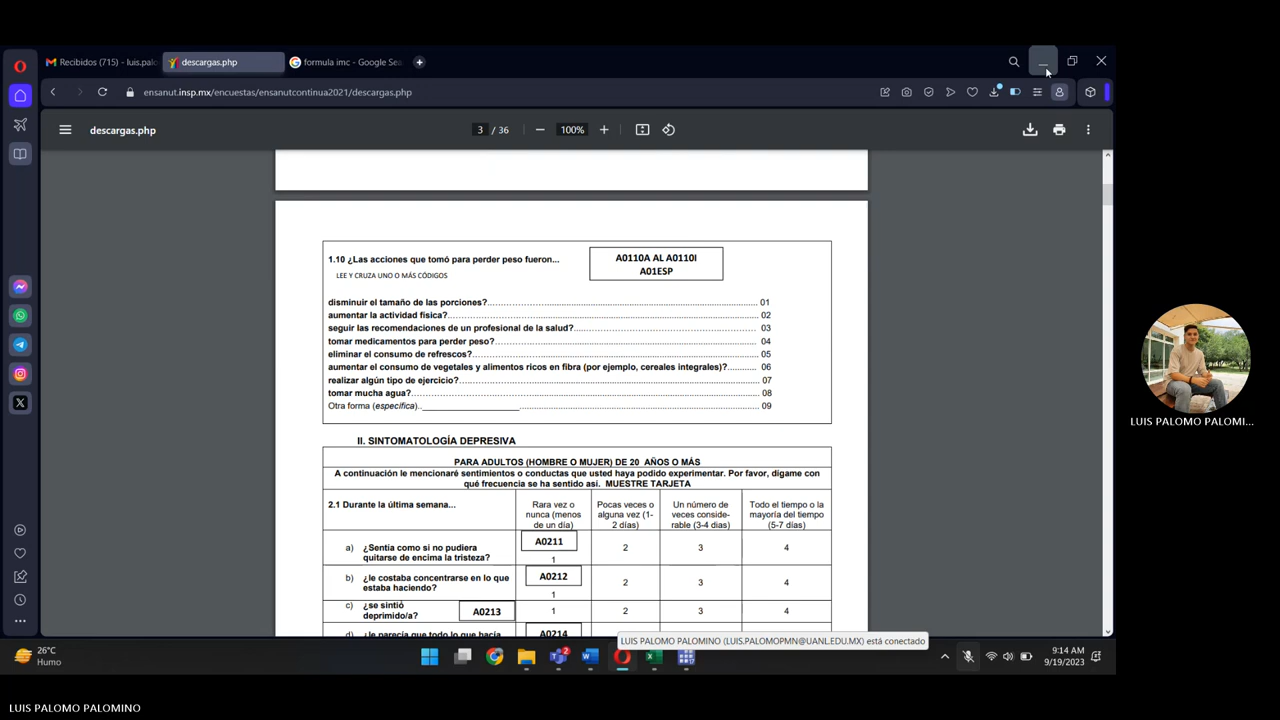 Recibidos (715) - luis.palo
descargas.php
formula imc - Google Sea
ensanut.insp.mx/encuestas/ensanutcontinua2021/descargas.php
descargas.php
3 / 36
100%
1.10 ¿Las acciones que tomó para perder peso fueron...
A0110A AL A0110I
A01ESP
LEE Y CRUZA UNO O MÁS CÓDIGOS
disminuir el tamaño de las porciones? 01
aumentar la actividad física? 02
seguir las recomendaciones de un profesional de la salud? 03
tomar medicamentos para perder peso? 04
eliminar el consumo de refrescos? 05
aumentar el consumo de vegetales y alimentos ricos en fibra (por ejemplo, cereales integrales)? 06
realizar algún tipo de ejercicio? 07
tomar mucha agua? 08
Otra forma (especifica) 09
II. SINTOMATOLOGÍA DEPRESIVA
PARA ADULTOS (HOMBRE O MUJER) DE 20 AÑOS O MÁS
A continuación le mencionaré sentimientos o conductas que usted haya podido experimentar. Por favor, dígame con
qué frecuencia se ha sentido así. MUESTRE TARJETA
2.1 Durante la última semana...
Rara vez o
nunca (menos
de un día)
Pocas veces o
alguna vez (1-
2 días)
Un número de
veces conside-
rable (3-4 días)
Todo el tiempo o la
mayoría del tiempo
(5-7 días)
a) ¿Sentía como si no pudiera
quitarse de encima la tristeza?
A0211
1 2 3 4
b) ¿le costaba concentrarse en lo que
estaba haciendo?
A0212
1 2 3 4
c) ¿se sintió
deprimido/a?
A0213
1 2 3 4
d) ¿le parecía que todo lo que hacía
A0214
LUIS PALOMO PALOMINO (LUIS.PALOMOPMN@UANL.EDU.MX) está conectado
26°C
Humo
2
9:14 AM
9/19/2023
LUIS PALOMO PALOMI...
LUIS PALOMO PALOMINO